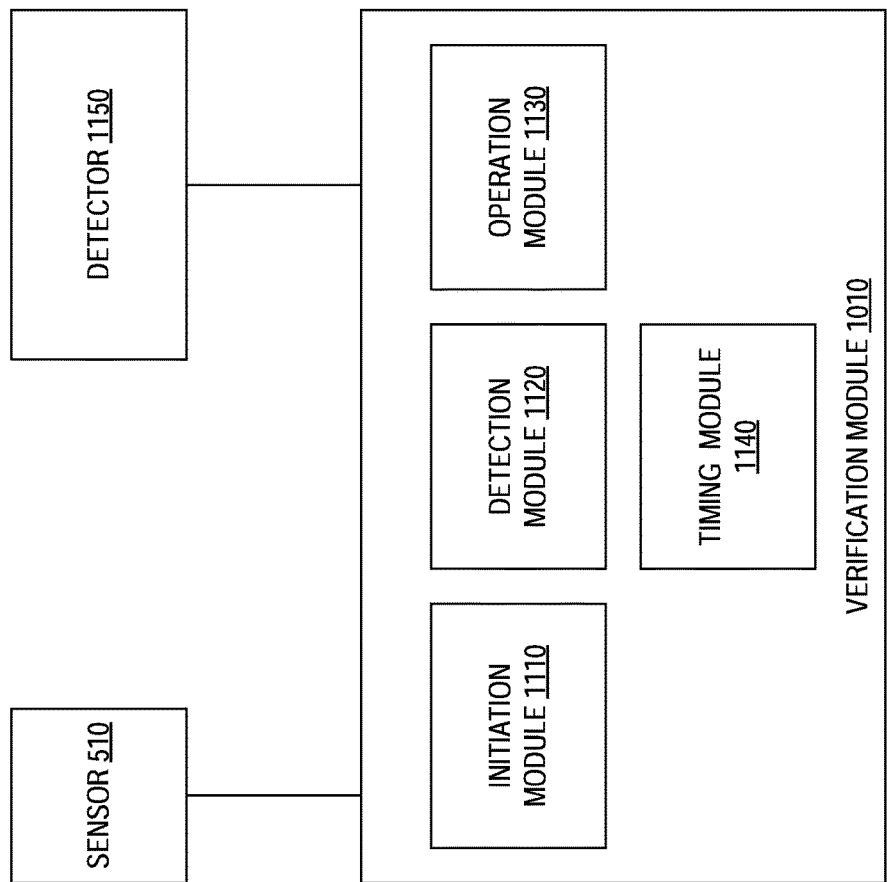 SENSOR 510
DETECTOR 1150
INITIATION
MODULE 1110
DETECTION
MODULE 1120
OPERATION
MODULE 1130
TIMING MODULE
1140
VERIFICATION MODULE 1010